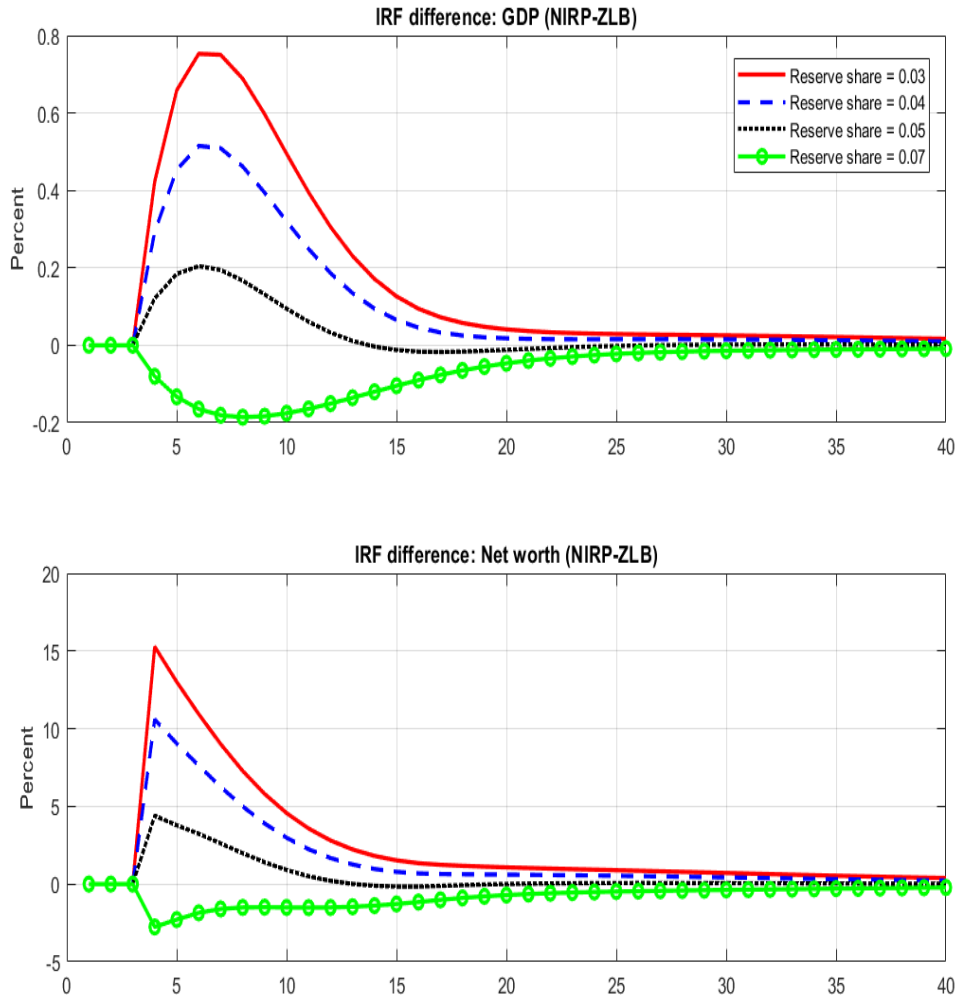 IRF difference: GDP (NIRP-ZLB)
0.8
0.6
0.4
0.2
0
-0.2
Percent
Reserve share = 0.03
Reserve share = 0.04
Reserve share = 0.05
Reserve share = 0.07
0 5 10 15 20 25 30 35 40
IRF difference: Net worth (NIRP-ZLB)
20
15
10
5
0
-5
Percent
0 5 10 15 20 25 30 35 40